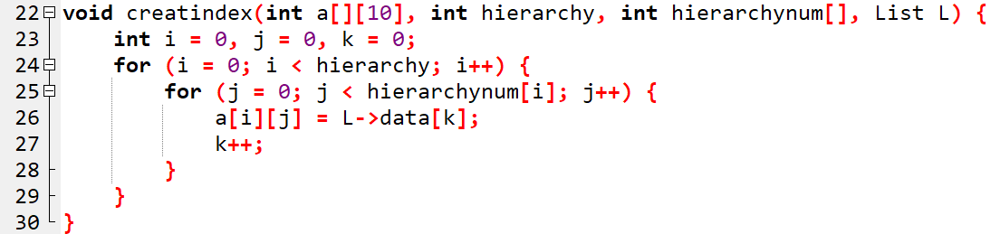 22 void creatindex(int a[][10], int hierarchy, int hierarchynum[], List L) {
23     int i = 0, j = 0, k = 0;
24     for (i = 0; i < hierarchy; i++) {
25         for (j = 0; j < hierarchynum[i]; j++) {
26             a[i][j] = L->data[k];
27             k++;
28         }
29     }
30 }